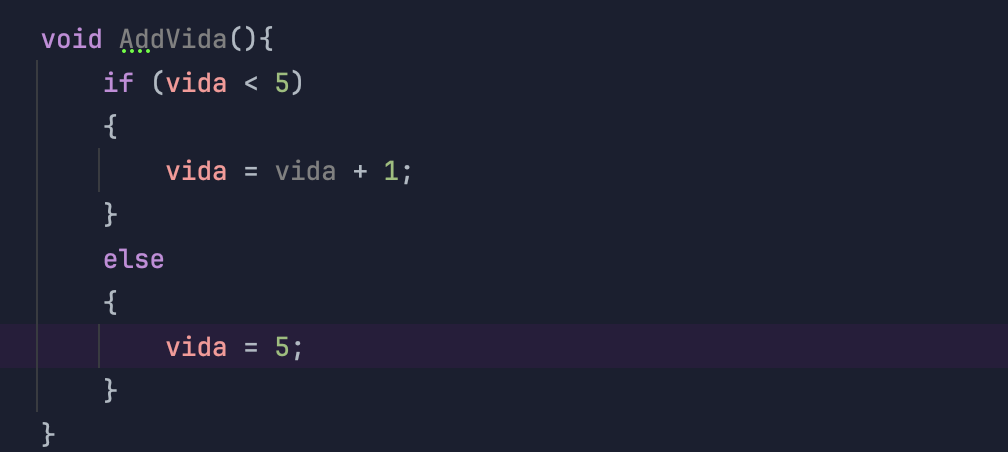 void AddVida(){
    if (vida < 5)
    {
        vida = vida + 1;
    }
    else
    {
        vida = 5;
    }
}